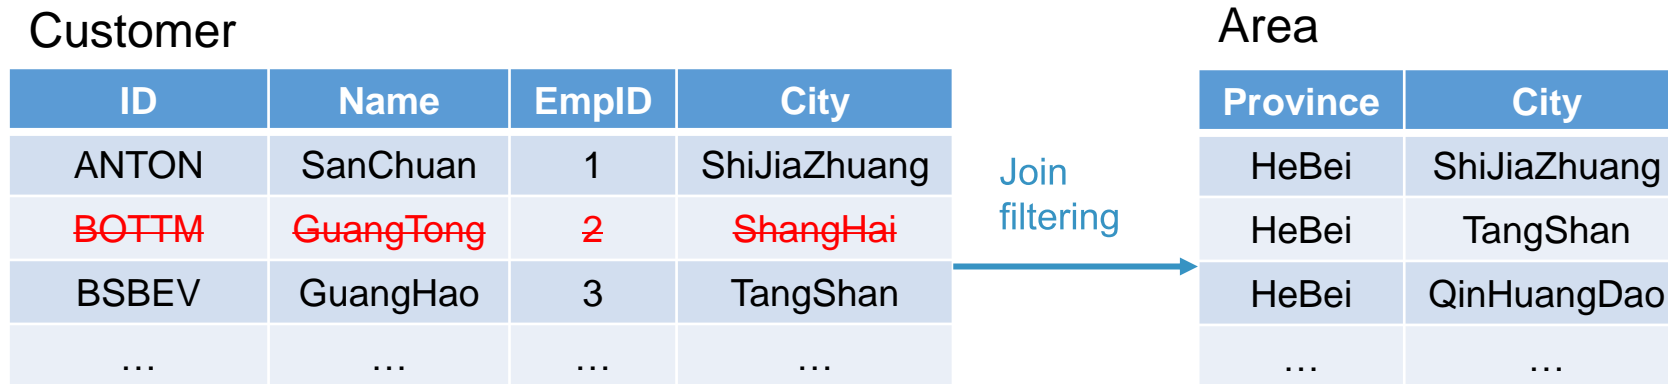 Customer
ID Name EmpID City
ANTON SanChuan 1 ShiJiaZhuang
BOTTM GuangTong 2 ShangHai
BSBEV GuangHao 3 TangShan
… … … …
Join
filtering
Area
Province City
HeBei ShiJiaZhuang
HeBei TangShan
HeBei QinHuangDao
… …